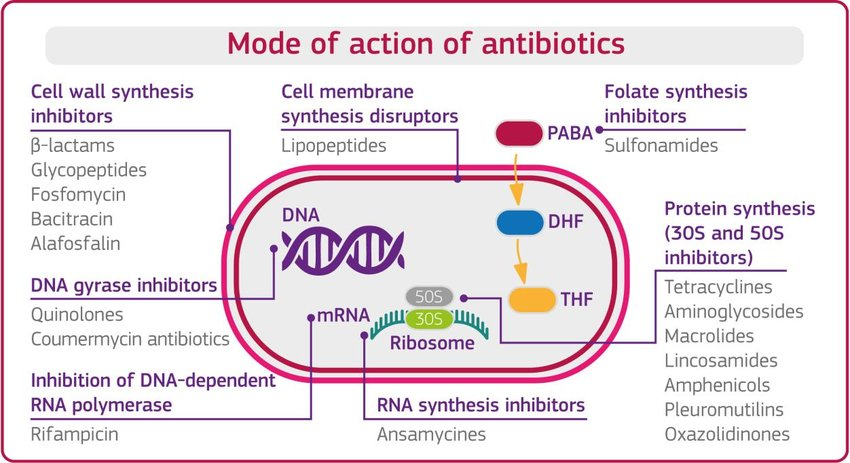 Mode of action of antibiotics
Cell wall synthesis
inhibitors
β-lactams
Glycopeptides
Fosfomycin
Bacitracin
Alafosfalin
Cell membrane
synthesis disruptors
Lipopeptides
PABA
Folate synthesis
inhibitors
Sulfonamides
DNA
DHF
THF
Protein synthesis
(30S and 50S
inhibitors)
Tetracyclines
Aminoglycosides
Macrolides
Lincosamides
Amphenicols
Pleuromutilins
Oxazolidinones
DNA gyrase inhibitors
Quinolones
Coumermycin antibiotics
mRNA
50S
30S
Ribosome
Inhibition of DNA-dependent
RNA polymerase
Rifampicin
RNA synthesis inhibitors
Ansamycines